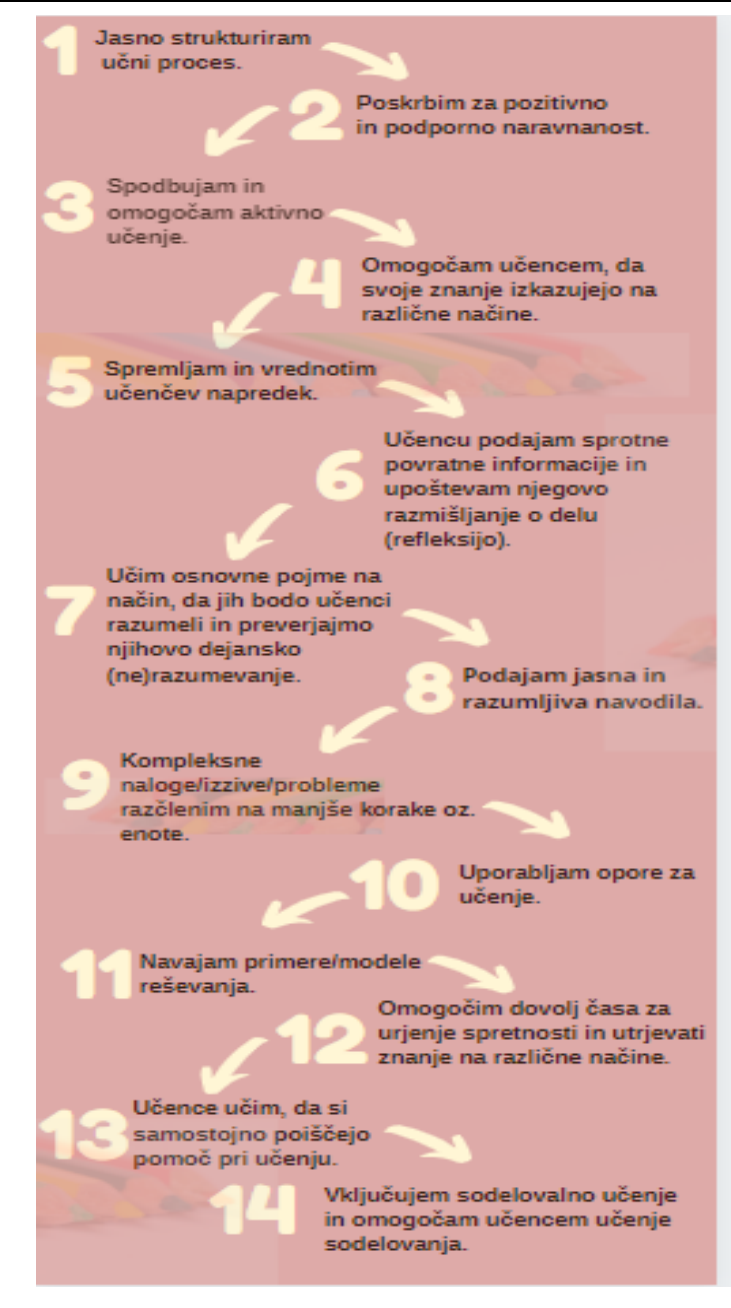 1 Jasno strukturiram
učni proces.
2 Poskrbim za pozitivno
in podporno naravnanost.
3 Spodbujam in
omogočam aktivno
učenje.
4 Omogočam učencem, da
svoje znanje izkazujejo na
različne načine.
5 Spremljam in vrednotim
učenčev napredek.
6 Učencu podajam sprotne
povratne informacije in
upoštevam njegovo
razmišljanje o delu
(refleksijo).
7 Učim osnovne pojme na
način, da jih bodo učenci
razumeli in preverjajmo
njihovo dejansko
(ne)razumevanje.
8 Podajam jasna in
razumljiva navodila.
9 Kompleksne
naloge/izzive/probleme
razčlenim na manjše korake oz.
enote.
10 Uporabljam opore za
učenje.
11 Navajam primere/modele
reševanja.
12 Omogočim dovolj časa za
urjenje spretnosti in utrjevati
znanje na različne načine.
13 Učence učim, da si
samostojno poiščejo
pomoč pri učenju.
14 Vključujem sodelovalno učenje
in omogočam učencem učenje
sodelovanja.